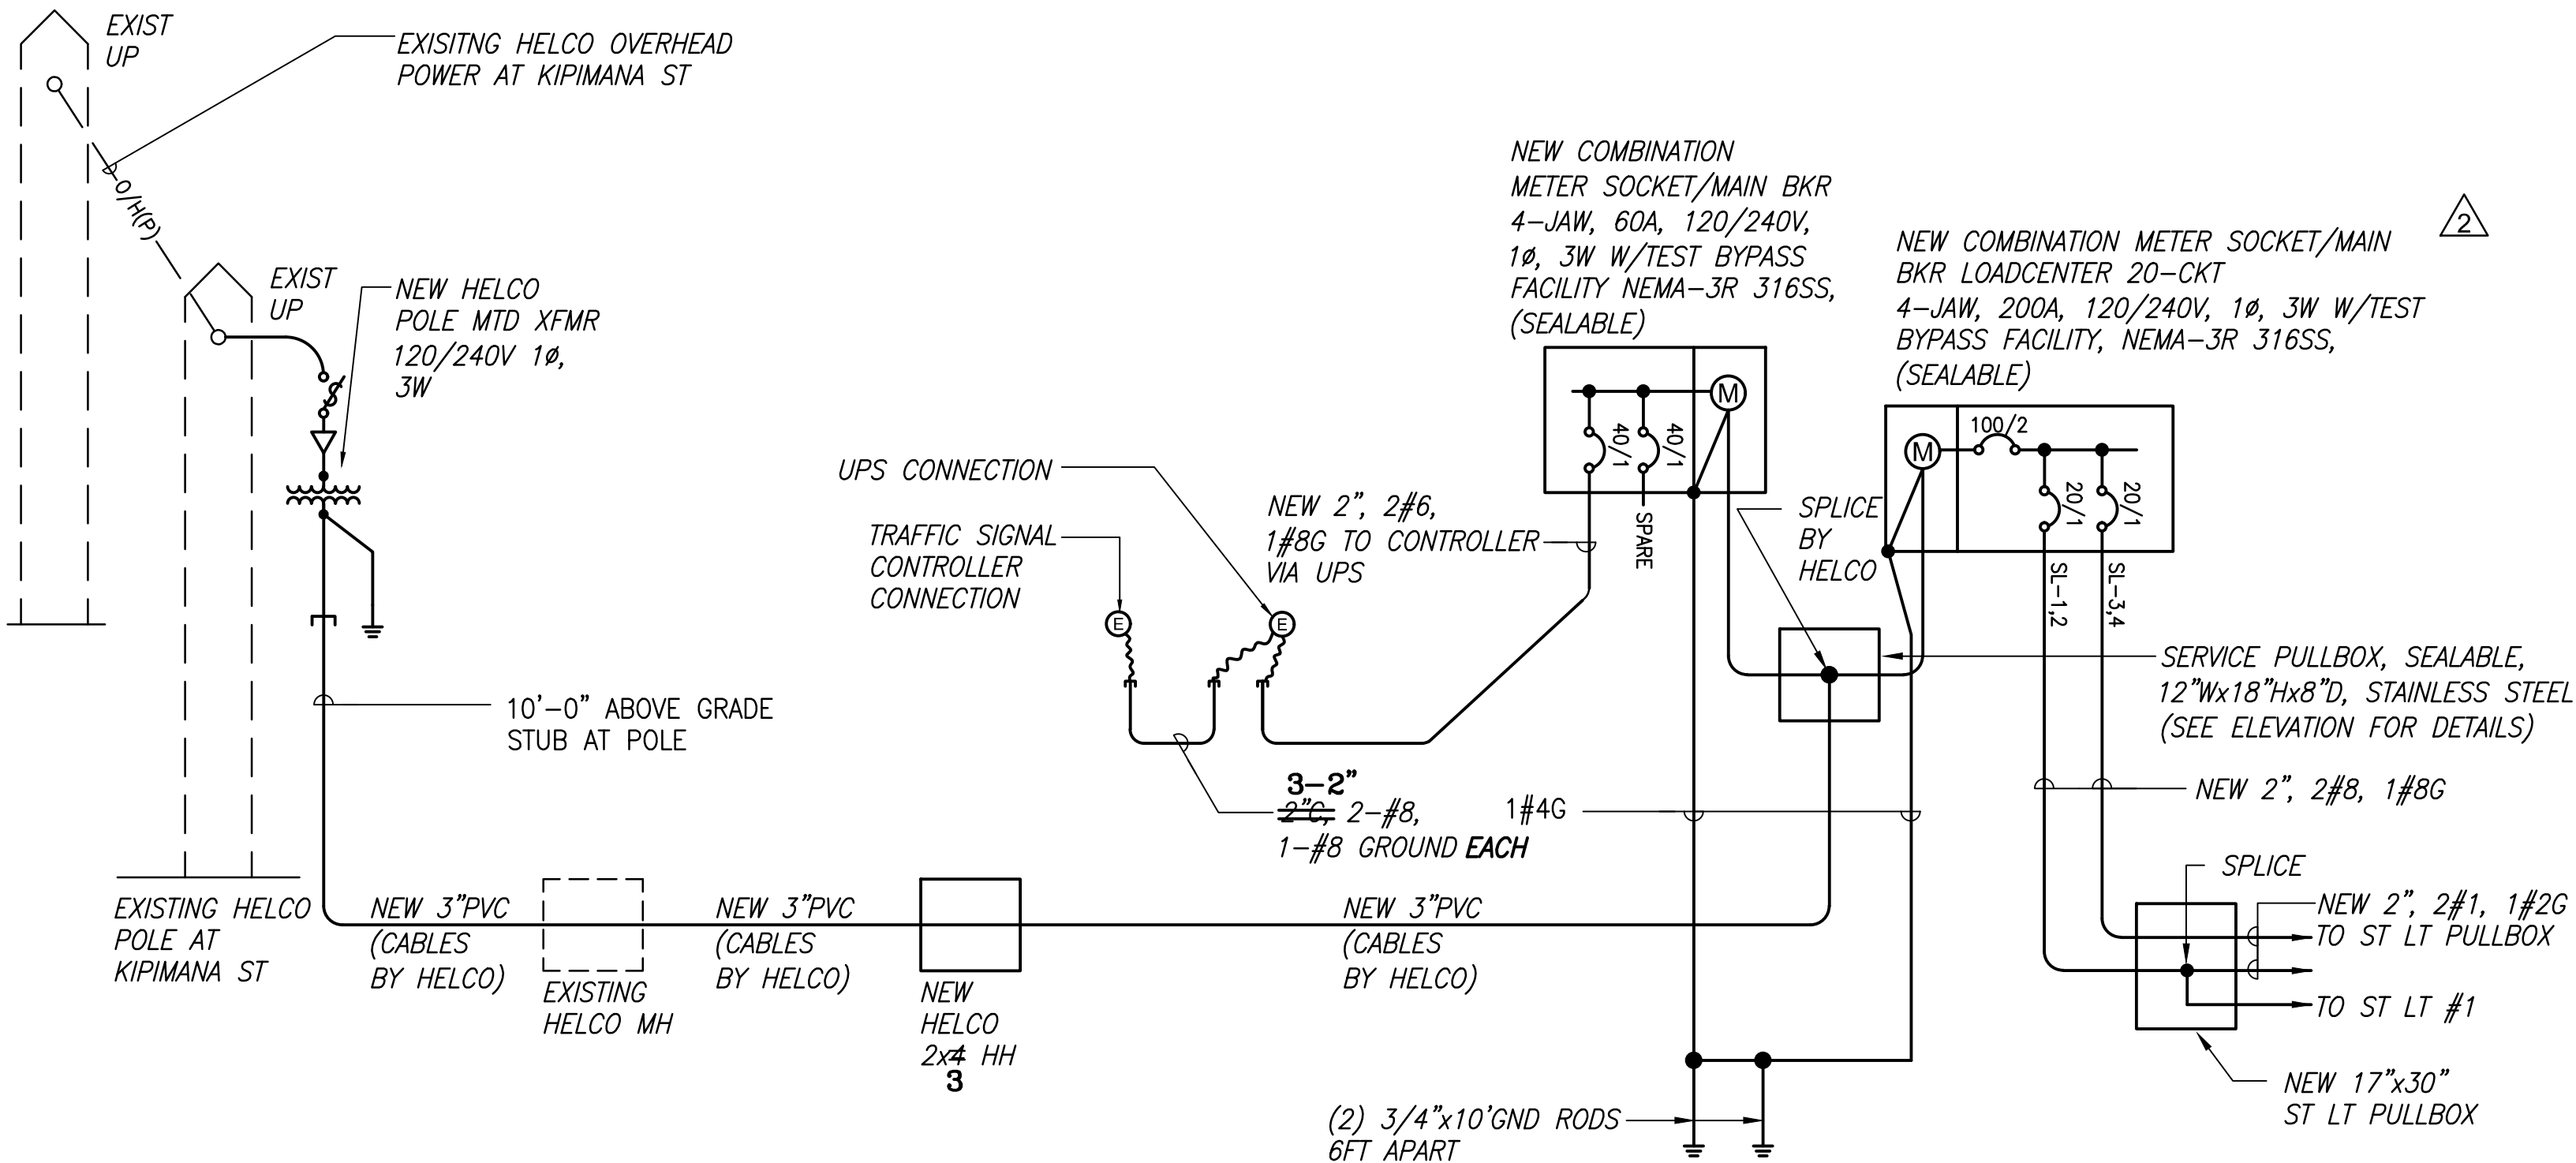 EXIST
UP
EXISITNG HELCO OVERHEAD
POWER AT KIPIMANA ST
O/H(P)
EXIST
UP
NEW HELCO
POLE MTD XFMR
120/240V 1ø,
3W
10'-0" ABOVE GRADE
STUB AT POLE
EXISTING HELCO
POLE AT
KIPIMANA ST
NEW 3"PVC
(CABLES
BY HELCO)
EXISTING
HELCO MH
NEW 3"PVC
(CABLES
BY HELCO)
NEW
HELCO
2x4 HH
3
NEW 3"PVC
(CABLES
BY HELCO)
UPS CONNECTION
TRAFFIC SIGNAL
CONTROLLER
CONNECTION
E
E
NEW 2", 2#6,
1#8G TO CONTROLLER
VIA UPS
3-2"
2"C, 2-#8,
1-#8 GROUND EACH
1#4G
NEW COMBINATION
METER SOCKET/MAIN BKR
4-JAW, 60A, 120/240V,
1ø, 3W W/TEST BYPASS
FACILITY NEMA-3R 316SS,
(SEALABLE)
M
40/1
40/1
SPARE
SPLICE
BY
HELCO
2
NEW COMBINATION METER SOCKET/MAIN
BKR LOADCENTER 20-CKT
4-JAW, 200A, 120/240V, 1ø, 3W W/TEST
BYPASS FACILITY, NEMA-3R 316SS,
(SEALABLE)
M
100/2
20/1
20/1
SL-1,2
SL-3,4
SERVICE PULLBOX, SEALABLE,
12"Wx18"Hx8"D, STAINLESS STEEL
(SEE ELEVATION FOR DETAILS)
NEW 2", 2#8, 1#8G
SPLICE
NEW 2", 2#1, 1#2G
TO ST LT PULLBOX
TO ST LT #1
NEW 17"x30"
ST LT PULLBOX
(2) 3/4"x10'GND RODS
6FT APART